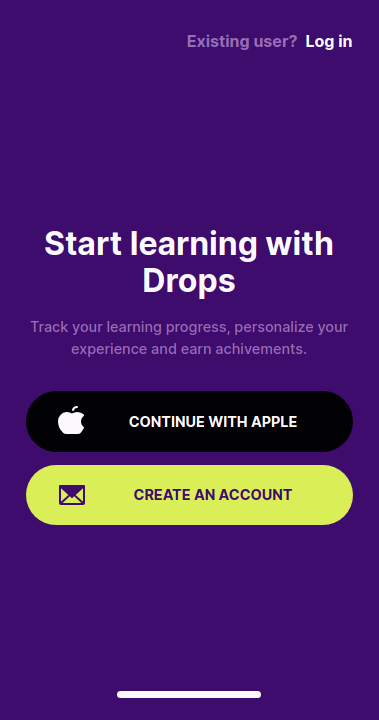 Existing user? Log in
Start learning with
Drops
Track your learning progress, personalize your
experience and earn achivements.
CONTINUE WITH APPLE
CREATE AN ACCOUNT